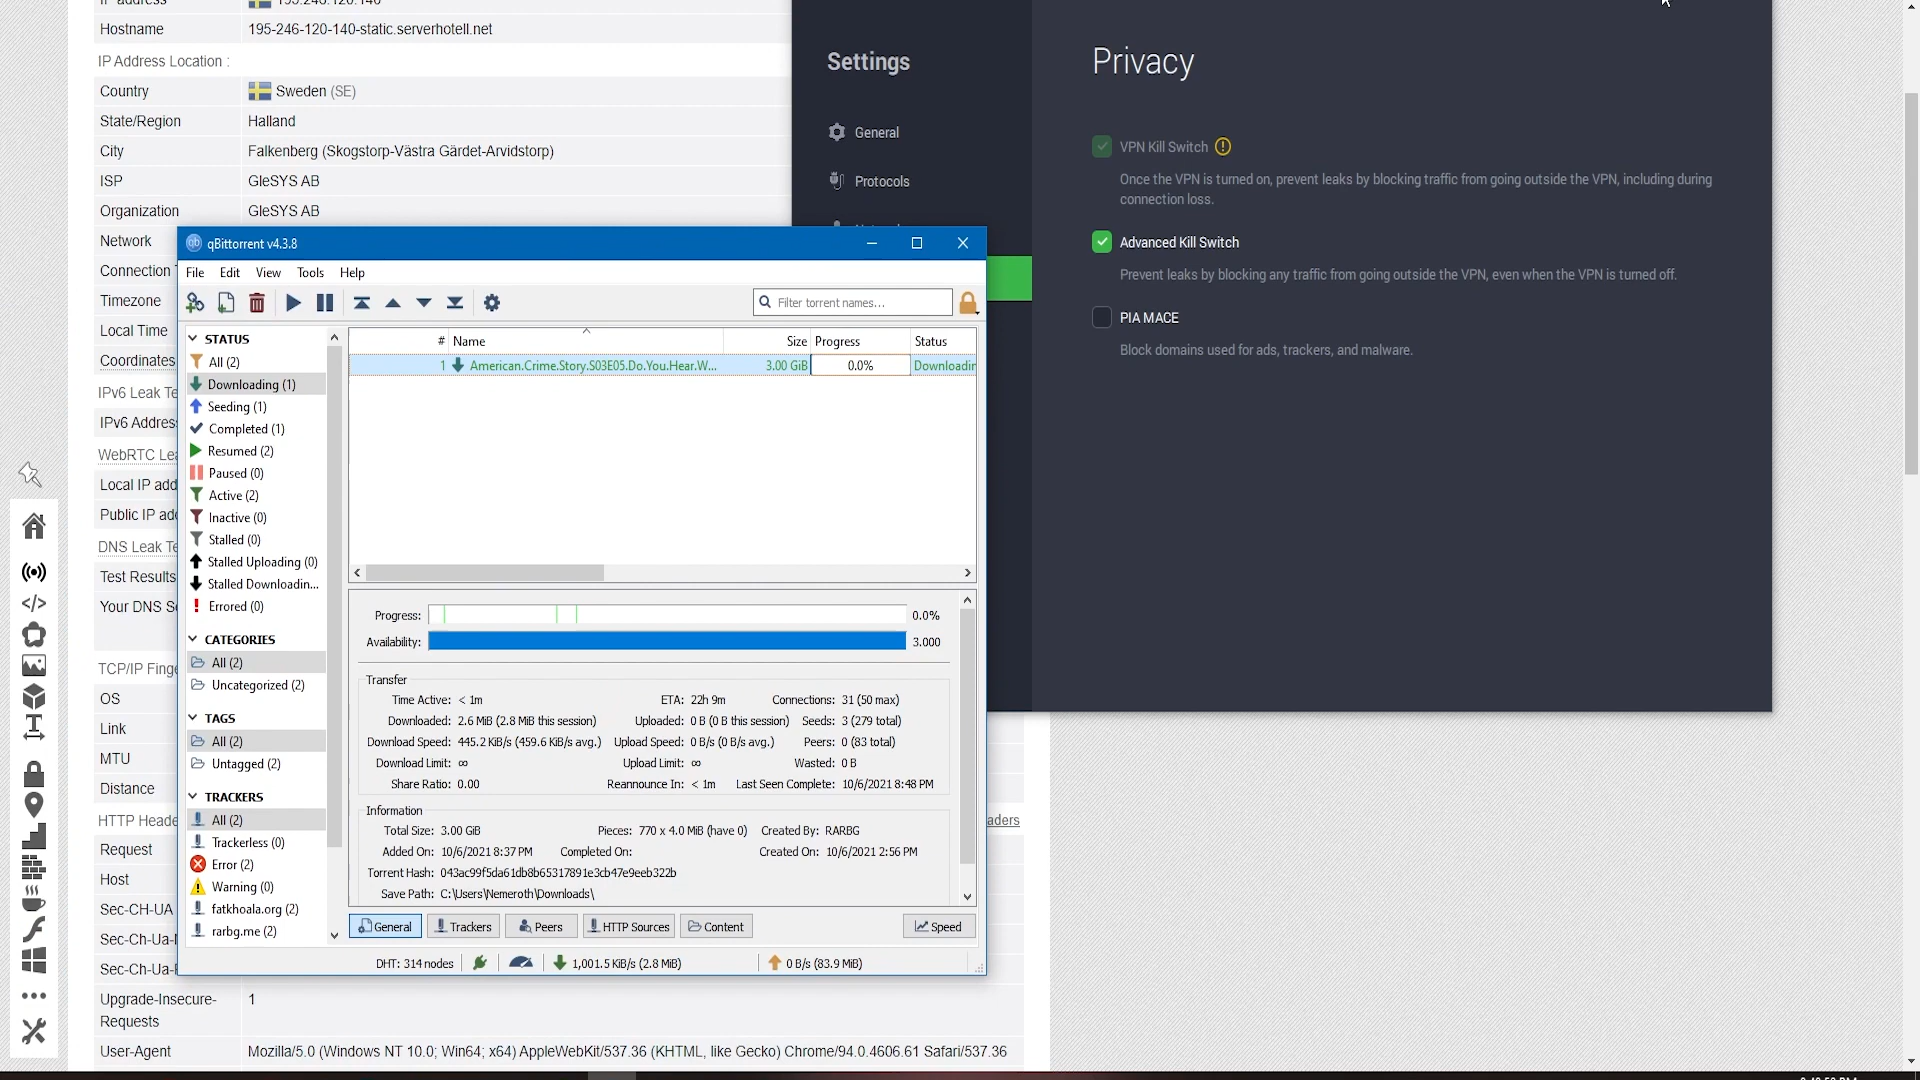 Hostname
195-246-120-140-static.serverhotell.net
IP Address Location :
Country
Sweden (SE)
State/Region
Halland
City
Falkenberg (Skogstorp-Västra Gärdet-Arvidstorp)
ISP
GleSYS AB
Organization
GleSYS AB
Network
Connection
Timezone
Local Time
Coordinates
IPv6 Leak Te
IPv6 Addres
WebRTC Lea
Local IP add
Public IP add
DNS Leak Te
Test Results
Your DNS Se
TCP/IP Finge
OS
Link
MTU
Distance
HTTP Heade
aders
Request
Host
Sec-CH-UA
Sec-Ch-Ua-
Sec-Ch-Ua-
Upgrade-Insecure-
Requests
1
User-Agent
Mozilla/5.0 (Windows NT 10.0; Win64; x64) AppleWebKit/537.36 (KHTML, like Gecko) Chrome/94.0.4606.61 Safari/537.36
Settings
General
Protocols
Privacy
VPN Kill Switch
Once the VPN is turned on, prevent leaks by blocking traffic from going outside the VPN, including during
connection loss.
Advanced Kill Switch
Prevent leaks by blocking any traffic from going outside the VPN, even when the VPN is turned off.
PIA MACE
Block domains used for ads, trackers, and malware.
qb qBittorrent v4.3.8
File Edit View Tools Help
Filter torrent names...
STATUS
All (2)
Downloading (1)
Seeding (1)
Completed (1)
Resumed (2)
Paused (0)
Active (2)
Inactive (0)
Stalled (0)
Stalled Uploading (0)
Stalled Downloadin...
Errored (0)
CATEGORIES
All (2)
Uncategorized (2)
TAGS
All (2)
Untagged (2)
TRACKERS
All (2)
Trackerless (0)
Error (2)
Warning (0)
fatkhoala.org (2)
rarbg.me (2)
# Name Size Progress Status
1 American.Crime.Story.S03E05.Do.You.Hear.W... 3.00 GiB 0.0% Downloadin
Progress: 0.0%
Availability: 3.000
Transfer
Time Active: < 1m ETA: 22h 9m Connections: 31 (50 max)
Downloaded: 2.6 MiB (2.8 MiB this session) Uploaded: 0 B (0 B this session) Seeds: 3 (279 total)
Download Speed: 445.2 KiB/s (459.6 KiB/s avg.) Upload Speed: 0 B/s (0 B/s avg.) Peers: 0 (83 total)
Download Limit: ∞ Upload Limit: ∞ Wasted: 0 B
Share Ratio: 0.00 Reannounce In: < 1m Last Seen Complete: 10/6/2021 8:48 PM
Information
Total Size: 3.00 GiB Pieces: 770 x 4.0 MiB (have 0) Created By: RARBG
Added On: 10/6/2021 8:37 PM Completed On: Created On: 10/6/2021 2:56 PM
Torrent Hash: 043ac99f5da61db8b65317891e3cb47e9eeb322b
Save Path: C:\Users\Nemeroth\Downloads\
General Trackers Peers HTTP Sources Content Speed
DHT: 314 nodes 1,001.5 KiB/s (2.8 MiB) 0 B/s (83.9 MiB)